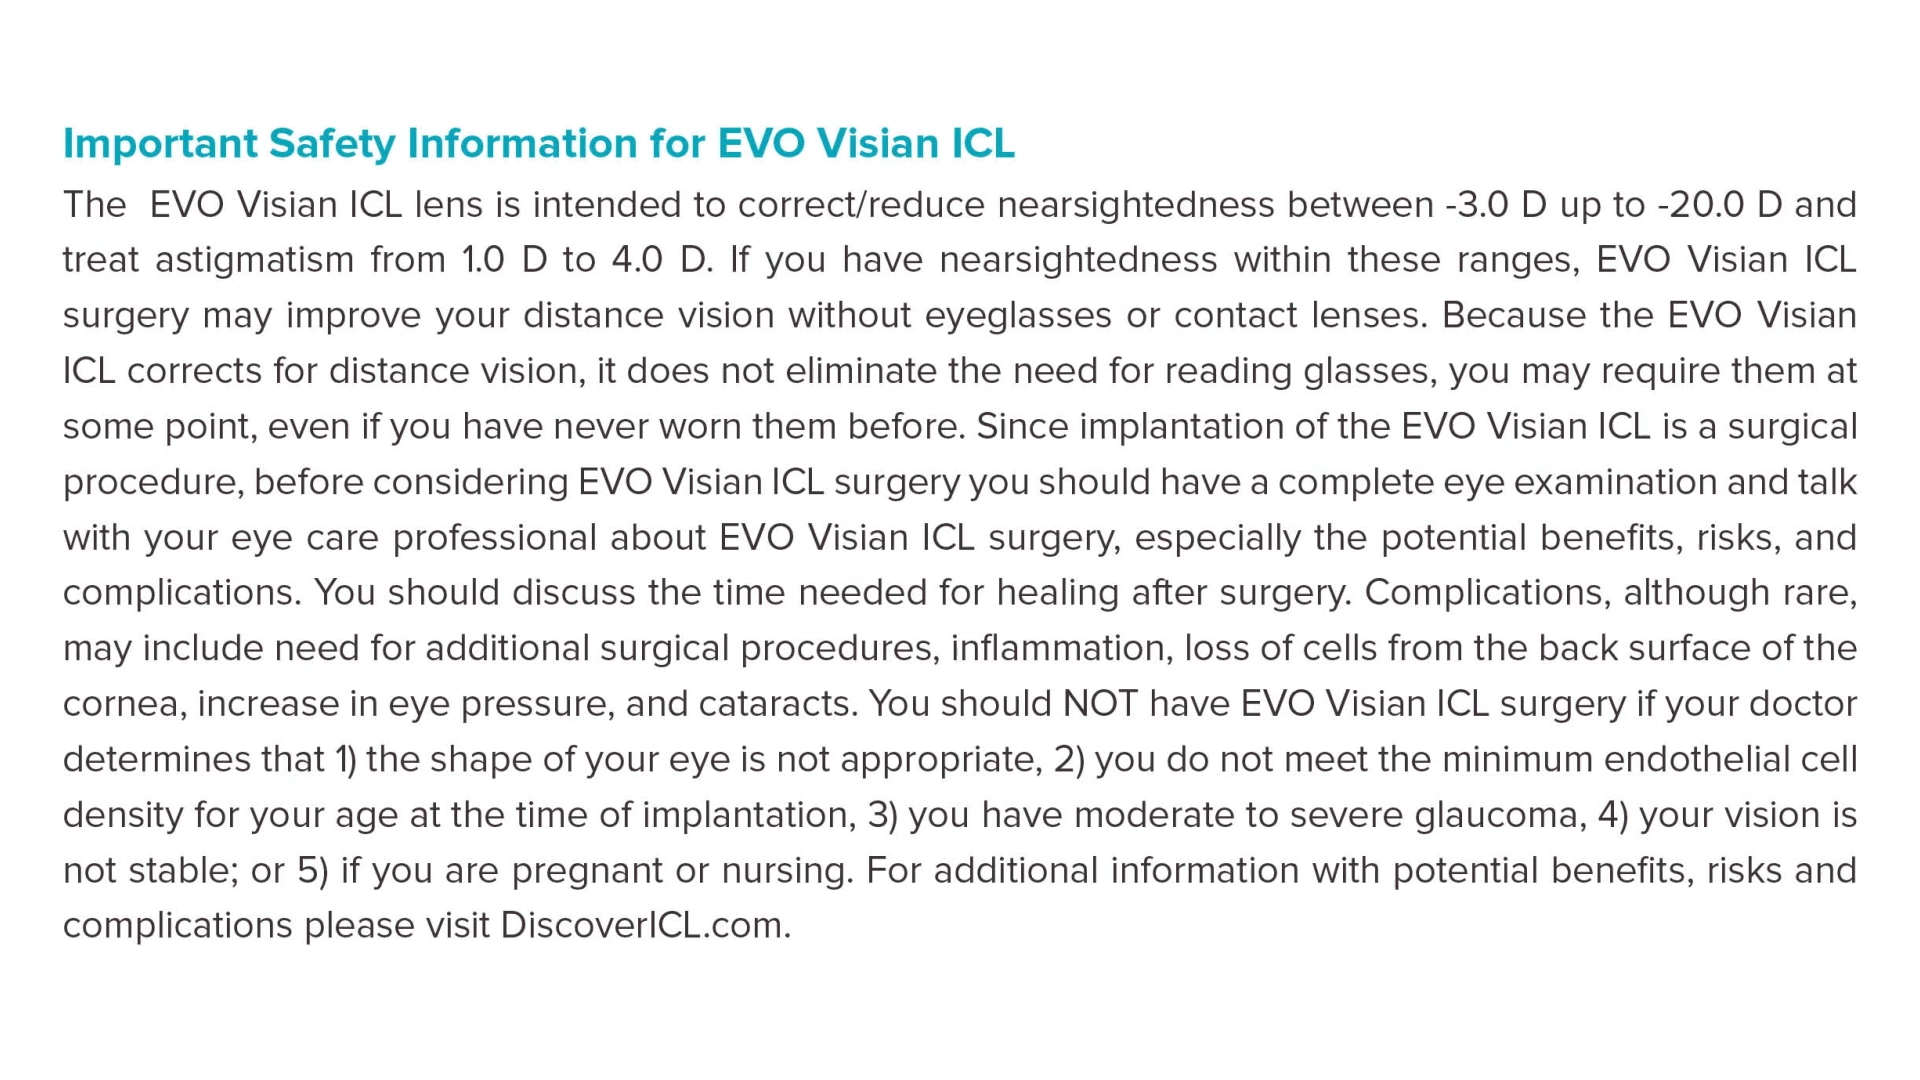 Important Safety Information for EVO Visian ICL
The  EVO Visian ICL lens is intended to correct/reduce nearsightedness between -3.0 D up to -20.0 D and
treat astigmatism from 1.0 D to 4.0 D. If you have nearsightedness within these ranges, EVO Visian ICL
surgery may improve your distance vision without eyeglasses or contact lenses. Because the EVO Visian
ICL corrects for distance vision, it does not eliminate the need for reading glasses, you may require them at
some point, even if you have never worn them before. Since implantation of the EVO Visian ICL is a surgical
procedure, before considering EVO Visian ICL surgery you should have a complete eye examination and talk
with your eye care professional about EVO Visian ICL surgery, especially the potential benefits, risks, and
complications. You should discuss the time needed for healing after surgery. Complications, although rare,
may include need for additional surgical procedures, inflammation, loss of cells from the back surface of the
cornea, increase in eye pressure, and cataracts. You should NOT have EVO Visian ICL surgery if your doctor
determines that 1) the shape of your eye is not appropriate, 2) you do not meet the minimum endothelial cell
density for your age at the time of implantation, 3) you have moderate to severe glaucoma, 4) your vision is
not stable; or 5) if you are pregnant or nursing. For additional information with potential benefits, risks and
complications please visit DiscoverICL.com.